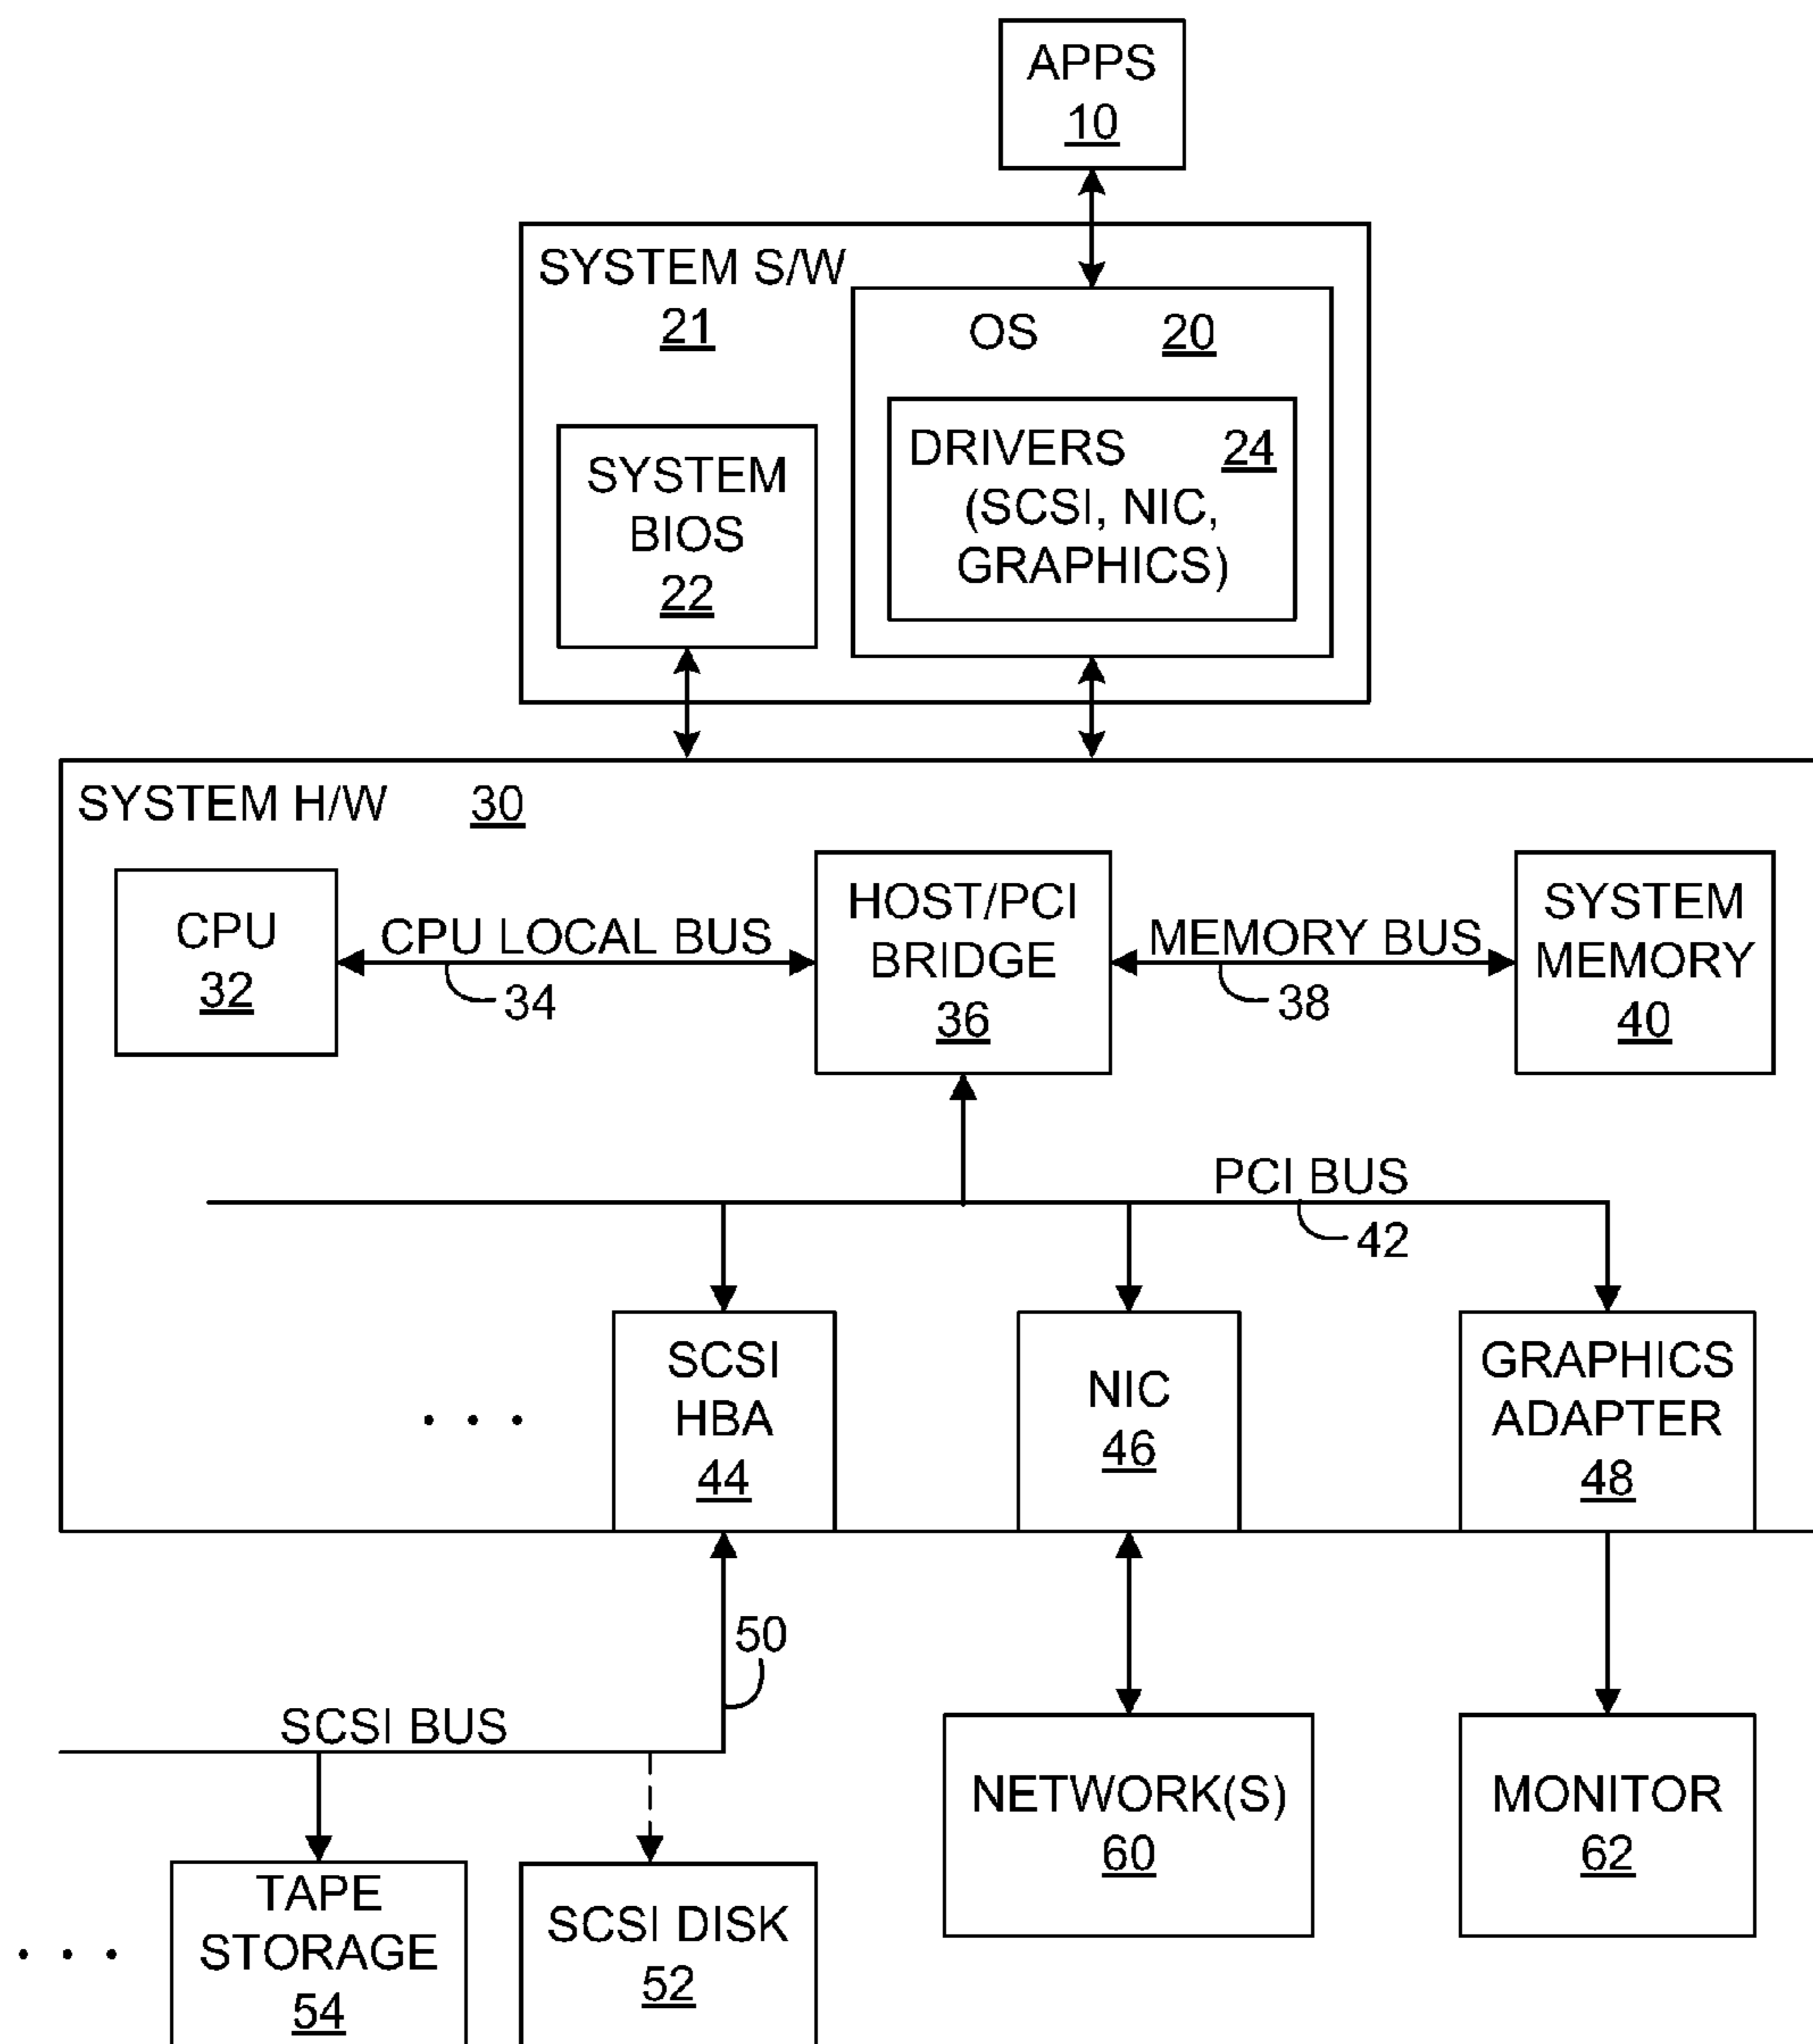 APPS
10
SYSTEM S/W
21
OS 20
SYSTEM
BIOS
22
DRIVERS 24
(SCSI, NIC,
GRAPHICS)
SYSTEM H/W 30
CPU
32
CPU LOCAL BUS
34
HOST/PCI
BRIDGE
36
MEMORY BUS
38
SYSTEM
MEMORY
40
PCI BUS
42
. . .
SCSI
HBA
44
NIC
46
GRAPHICS
ADAPTER
48
50
SCSI BUS
. . .
TAPE
STORAGE
54
SCSI DISK
52
NETWORK(S)
60
MONITOR
62